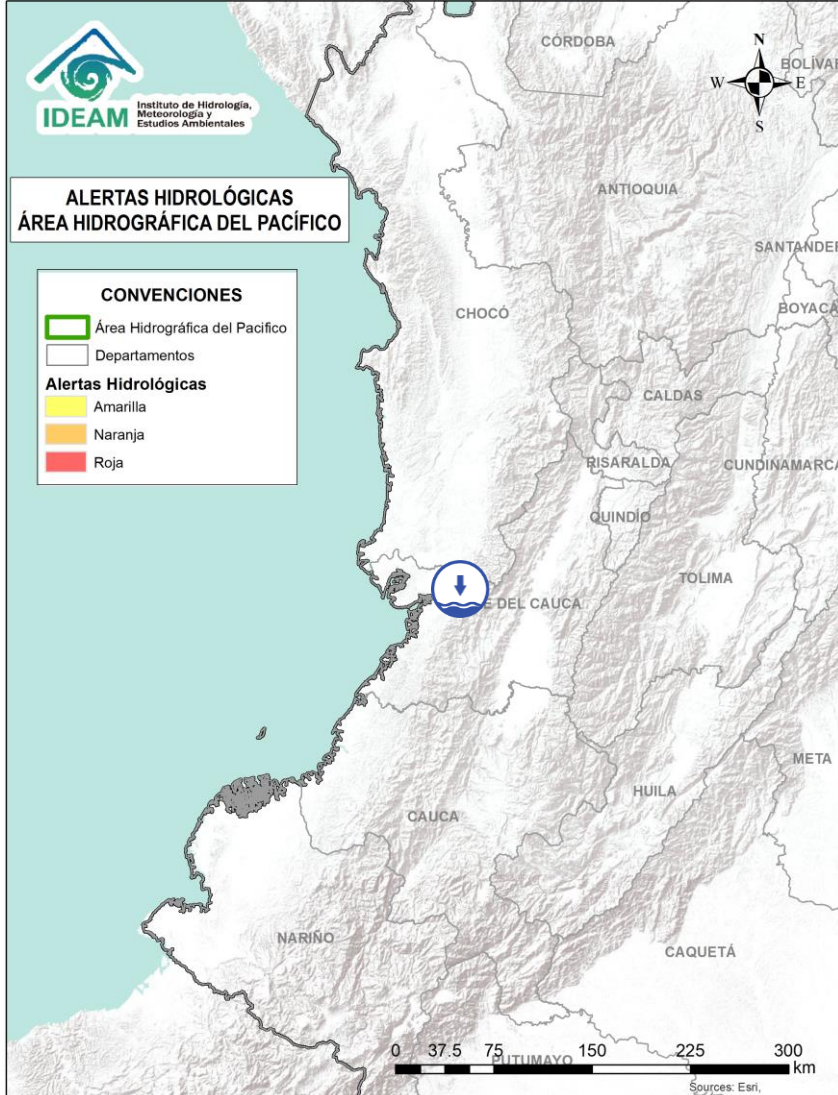 IDEAM
Instituto de Hidrología,
Meteorología y
Estudios Ambientales
CÓRDOBA
N
BOLÍVAR
W
E
S
ALERTAS HIDROLÓGICAS
ÁREA HIDROGRÁFICA DEL PACÍFICO
ANTIOQUIA
SANTANDER
CONVENCIONES
Área Hidrográfica del Pacifico
Departamentos
Alertas Hidrológicas
Amarilla
Naranja
Roja
BOYACA
CHOCÓ
CALDAS
RISARALDA
CUNDINAMARCA
QUINDÍO
TOLIMA
E DEL CAUCA
META
HUILA
CAUCA
NARIÑO
CAQUETÁ
0 37.5 75 150 225 300
km
PUTUMAYO
Sources: Esri,